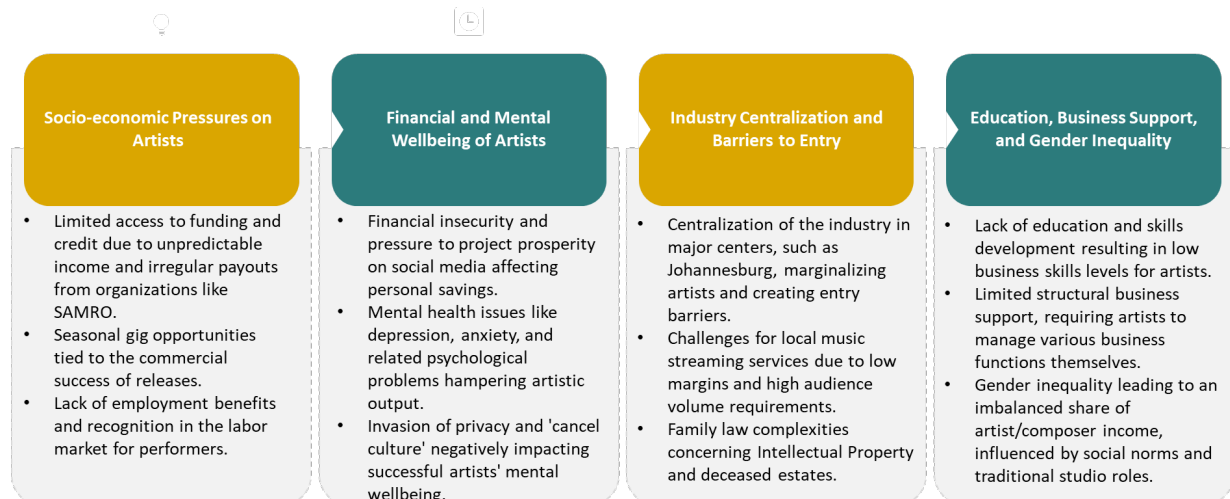 Socio-economic Pressures on
Artists
• Limited access to funding and
credit due to unpredictable
income and irregular payouts
from organizations like
SAMRO.
• Seasonal gig opportunities
tied to the commercial
success of releases.
• Lack of employment benefits
and recognition in the labor
market for performers.
Financial and Mental
Wellbeing of Artists
• Financial insecurity and
pressure to project prosperity
on social media affecting
personal savings.
• Mental health issues like
depression, anxiety, and
related psychological
problems hampering artistic
output.
• Invasion of privacy and 'cancel
culture' negatively impacting
successful artists' mental
wellbeing.
Industry Centralization and
Barriers to Entry
• Centralization of the industry in
major centers, such as
Johannesburg, marginalizing
artists and creating entry
barriers.
• Challenges for local music
streaming services due to low
margins and high audience
volume requirements.
• Family law complexities
concerning Intellectual Property
and deceased estates.
Education, Business Support,
and Gender Inequality
• Lack of education and skills
development resulting in low
business skills levels for artists.
• Limited structural business
support, requiring artists to
manage various business
functions themselves.
• Gender inequality leading to an
imbalanced share of
artist/composer income,
influenced by social norms and
traditional studio roles.